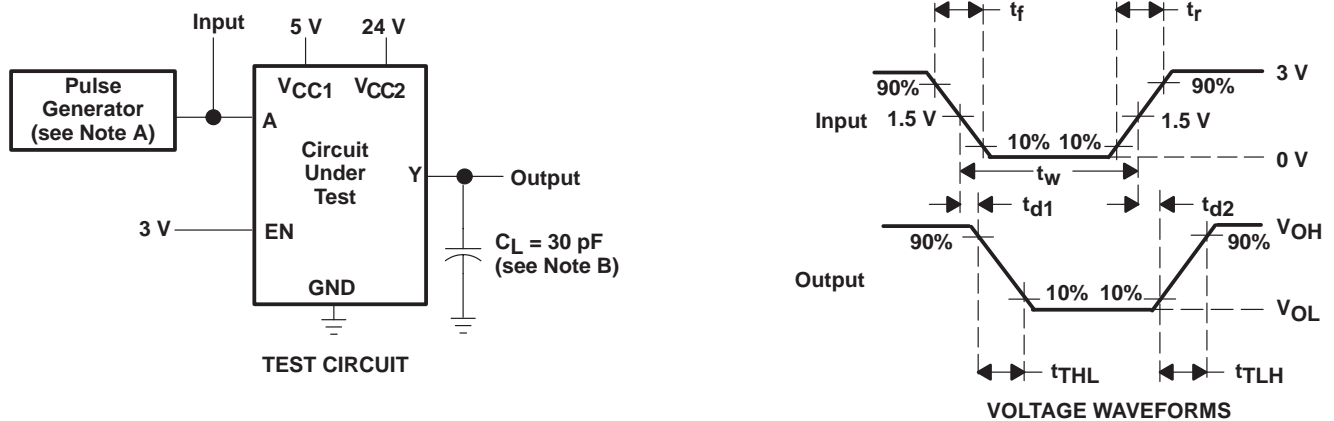 Input
5 V
24 V
Pulse
Generator
(see Note A)
VCC1
VCC2
A
Circuit
Under
Test
Y
Output
3 V
EN
CL = 30 pF
(see Note B)
GND
TEST CIRCUIT
tf
tr
3 V
90%
90%
Input
1.5 V
1.5 V
10%
10%
0 V
tw
td1
td2
VOH
90%
90%
Output
10%
10%
VOL
tTHL
tTLH
VOLTAGE WAVEFORMS